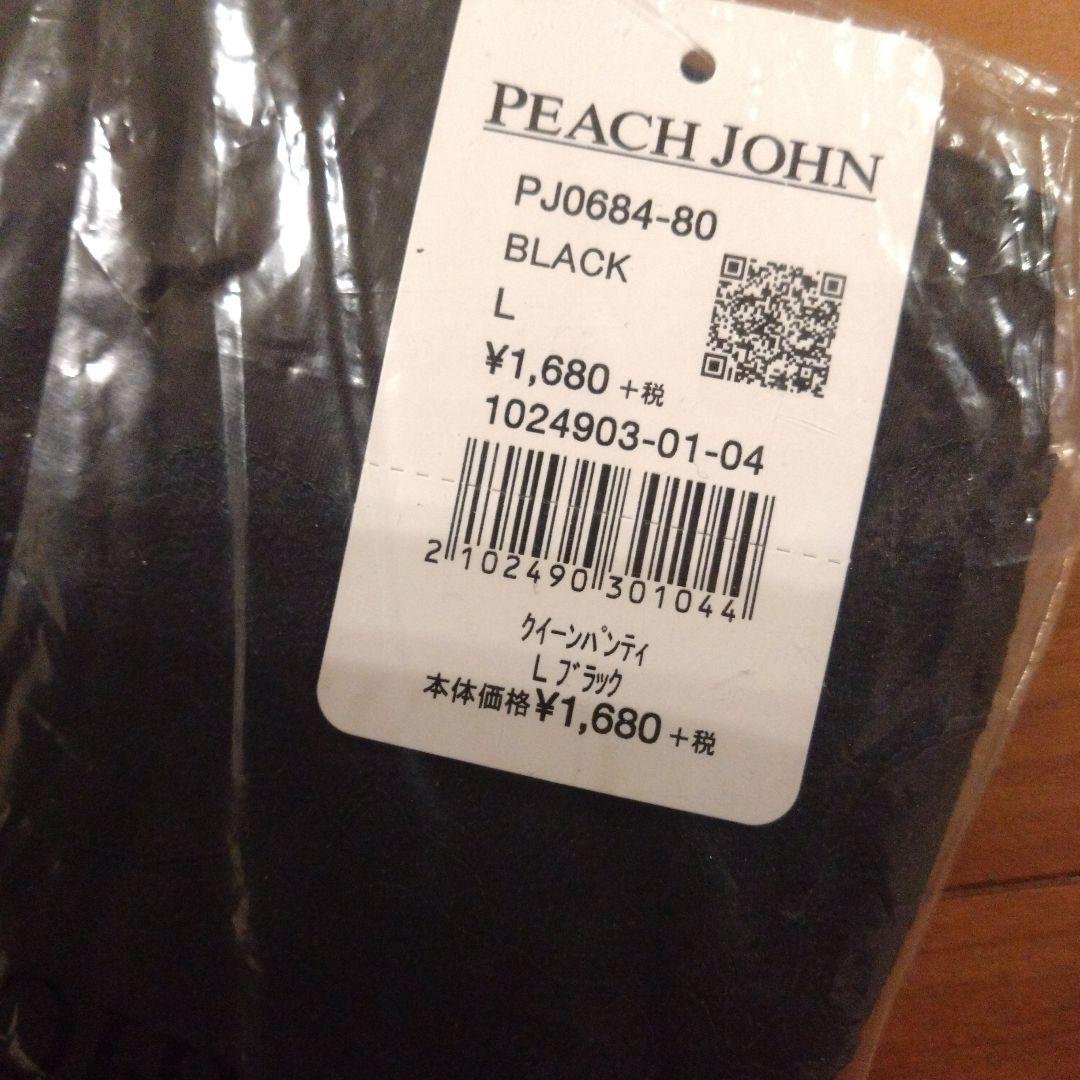 PEACH JOHN
PJ0684-80
BLACK
L
¥1,680 +税
1024903-01-04
2 102490 301044
クイーンパンティ
L ブラック
本体価格¥1,680 +税